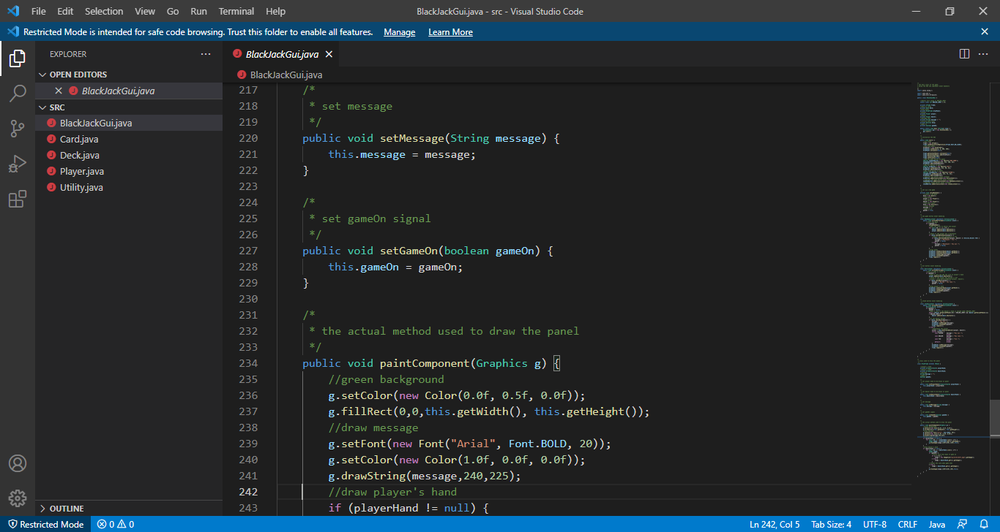 File Edit Selection View Go Run Terminal Help BlackJackGui.java - src - Visual Studio Code
Restricted Mode is intended for safe code browsing. Trust this folder to enable all features. Manage Learn More
EXPLORER
OPEN EDITORS
BlackJackGui.java
SRC
BlackJackGui.java
Card.java
Deck.java
Player.java
Utility.java
OUTLINE
BlackJackGui.java
BlackJackGui.java
217 /*
218 * set message
219 */
220 public void setMessage(String message) {
221 this.message = message;
222 }
223
224 /*
225 * set gameOn signal
226 */
227 public void setGameOn(boolean gameOn) {
228 this.gameOn = gameOn;
229 }
230
231 /*
232 * the actual method used to draw the panel
233 */
234 public void paintComponent(Graphics g) {
235 //green background
236 g.setColor(new Color(0.0f, 0.5f, 0.0f));
237 g.fillRect(0,0,this.getWidth(), this.getHeight());
238 //draw message
239 g.setFont(new Font("Arial", Font.BOLD, 20));
240 g.setColor(new Color(1.0f, 0.0f, 0.0f));
241 g.drawString(message,240,225);
242 //draw player's hand
243 if (playerHand != null) {
Restricted Mode 0 0 Ln 242, Col 5 Tab Size: 4 UTF-8 CRLF Java